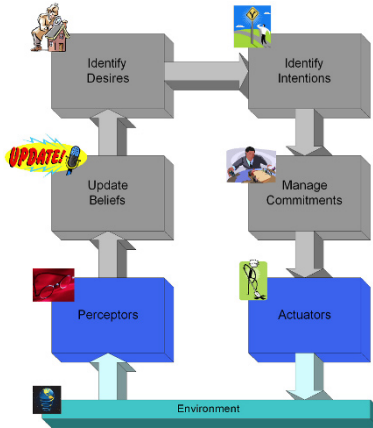 Identify
Desires
Identify
Intentions
UPDATE!
Update
Beliefs
Manage
Commitments
Perceptors
Actuators
Environment